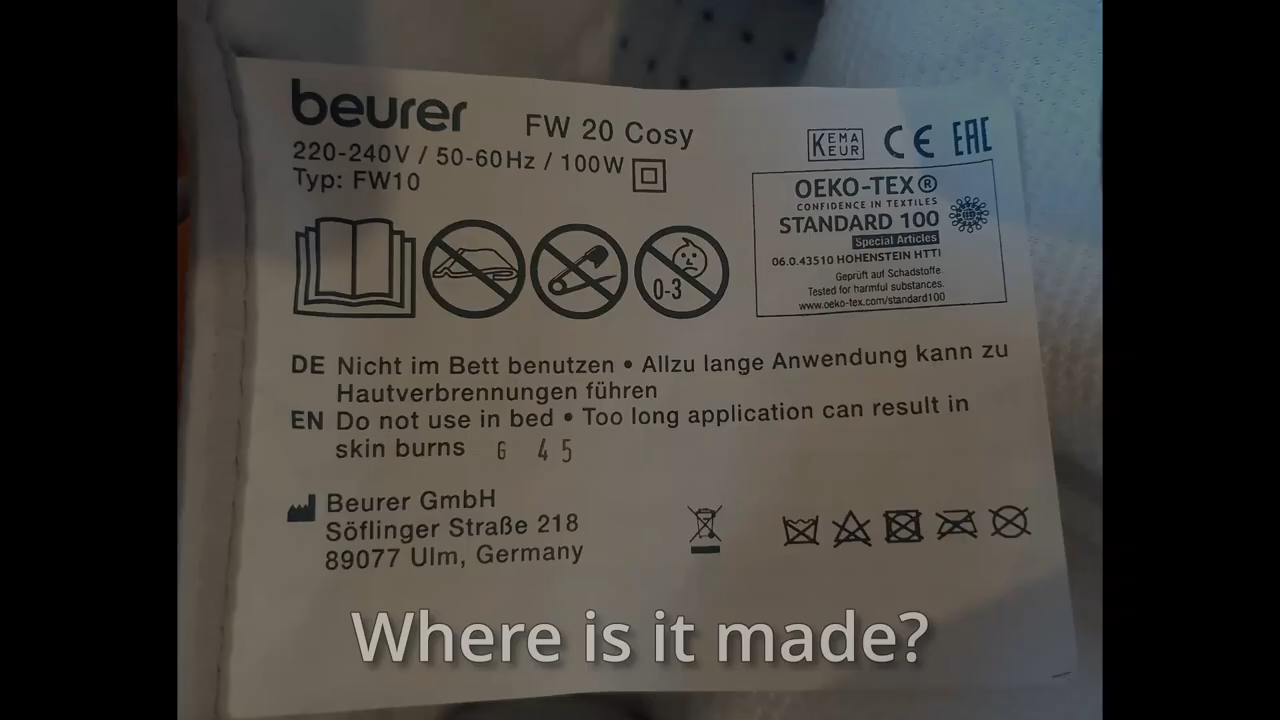 beurer
FW 20 Cosy
220-240V / 50-60Hz / 100W
Typ: FW10
KEMA
EUR
CE
EAC
OEKO-TEX®
CONFIDENCE IN TEXTILES
STANDARD 100
Special Articles
06.0.43510 HOHENSTEIN HTTI
Geprüft auf Schadstoffe
Tested for harmful substances.
www.oeko-tex.com/standard100
0-3
DE Nicht im Bett benutzen • Allzu lange Anwendung kann zu
Hautverbrennungen führen
EN Do not use in bed • Too long application can result in
skin burns 6 45
Beurer GmbH
Söflinger Straße 218
89077 Ulm, Germany
Where is it made?